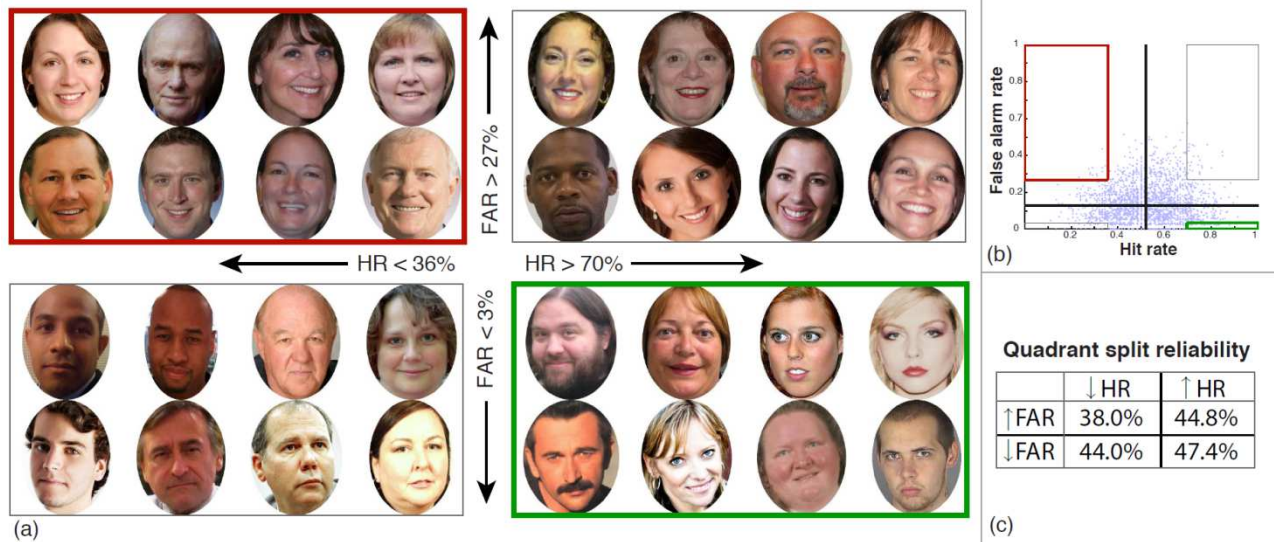 FAR > 27%
HR < 36%
HR > 70%
FAR < 3%
(a)
False alarm rate
1
0.8
0.6
0.4
0.2
0
0.2
0.4
0.6
0.8
1
Hit rate
(b)
Quadrant split reliability
↓HR ↑HR
↑FAR 38.0% 44.8%
↓FAR 44.0% 47.4%
(c)